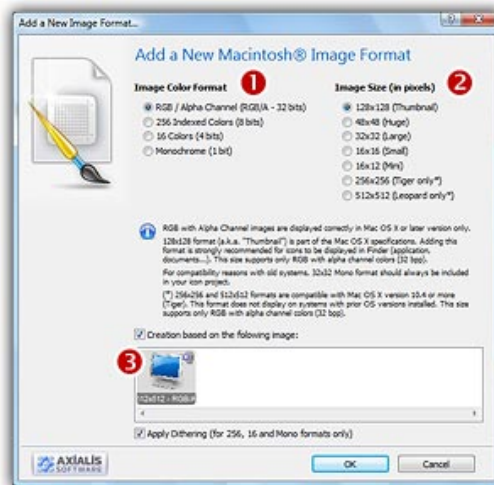 Add a New Image Format...
Add a New Macintosh® Image Format
Image Color Format
1
RGB / Alpha Channel (RGB/A - 32 bits)
256 Indexed Colors (8 bits)
16 Colors (4 bits)
Monochrome (1 bit)
Image Size (in pixels)
2
128x128 (Thumbnail)
48x48 (Huge)
32x32 (Large)
16x16 (Small)
16x12 (Mini)
256x256 (Tiger only*)
512x512 (Leopard only*)
RGB with Alpha Channel images are displayed correctly in Mac OS X or later version only.
128x128 format (a.k.a. "Thumbnail") is part of the Mac OS X specifications. Adding this
format is strongly recommended for icons to be displayed in Finder (application,
documents...). This size supports only RGB with alpha channel colors (32 bpp).
For compatibility reasons with old systems, 32x32 Mono format should always be included
in your icon project.
(*) 256x256 and 512x512 formats are compatible with Mac OS X version 10.4 or more
(Tiger). This format does not display on systems with prior OS versions installed. This size
supports only RGB with alpha channel colors (32 bpp).
Creation based on the following image:
3
512x512 - RGB/A
Apply Dithering (for 256, 16 and Mono formats only)
AXIALIS
SOFTWARE
OK
Cancel